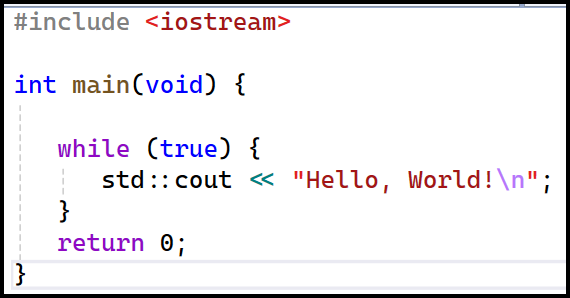 #include <iostream>
int main(void) {
while (true) {
std::cout << "Hello, World!\n";
}
return 0;
}